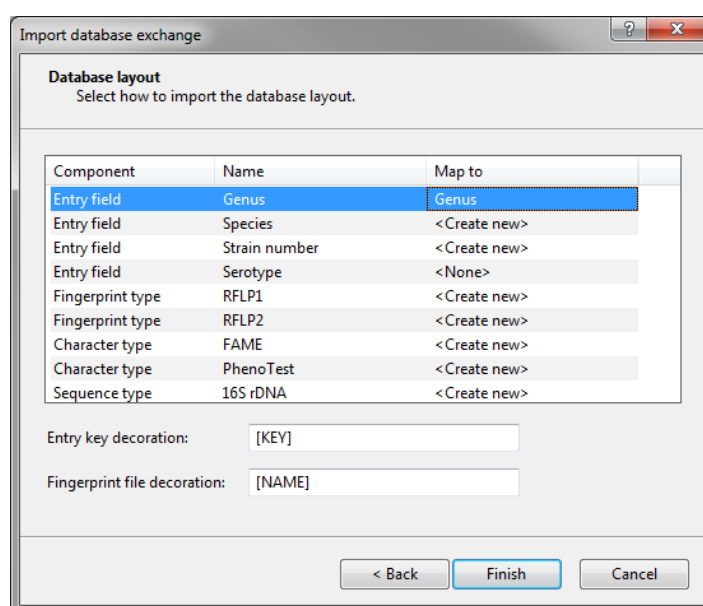 Import database exchange
Database layout
Select how to import the database layout.
Component Name Map to
Entry field Genus Genus
Entry field Species <Create new>
Entry field Strain number <Create new>
Entry field Serotype <None>
Fingerprint type RFLP1 <Create new>
Fingerprint type RFLP2 <Create new>
Character type FAME <Create new>
Character type PhenoTest <Create new>
Sequence type 16S rDNA <Create new>
Entry key decoration: [KEY]
Fingerprint file decoration: [NAME]
< Back Finish Cancel